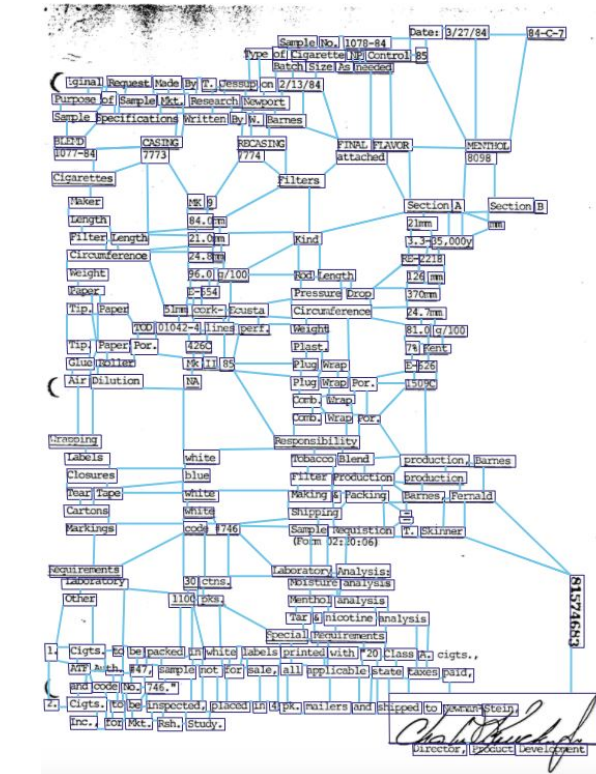 Date: 3/27/84 84-C-7
Sample No. 1078-84
Type of Cigarette NP Control-85
Batch Size As needed
iginal Request Made By T. Jessup on 2/13/84
Purpose of Sample Mkt. Research Newport
Sample Specifications Written By W. Barnes
BLEND CASING RECASING FINAL FLAVOR MENTHOL
1077-84 7773 7774 attached 8098
Cigarettes Filters
Maker MK 9 Section A Section B
Length 84.0mm 21mm mm
Filter Length 21.0mm Kind 3.3-35,000y
Circumference 24.8mm RE-2218
Weight 96.0 g/100 Rod Length 126 mm
Paper E-654 Pressure Drop 370mm
Tip. Paper 51mm cork- Ecusta Circumference 24.7mm
TOD 01042-4 lines perf. Weight 81.0 g/100
Tip. Paper Por. 426C Plast. 7% Kent
Glue Roller Mk II 85 Plug Wrap E-626
Air Dilution NA Plug Wrap Por. 1509C
Comb. Wrap
Comb. Wrap Por.
Wrapping Responsibility
Labels white Tobacco Blend production, Barnes
Closures blue Filter Production production
Tear Tape white Making & Packing Barnes, Fernald
Cartons white Shipping -
Markings code #746 Sample Requistion T. Skinner
(Form 02:20:06)
Requirements Laboratory Analysis:
Laboratory 30 ctns. Moisture analysis
Other 1100 pks. Menthol analysis
Tar & nicotine analysis
Special Requirements
1. Cigts. to be packed in white labels printed with "20 Class A. cigts.,
ATF Auth. #47, sample not for sale, all applicable state taxes paid,
and code No. 746."
2. Cigts. to be inspected, placed in 4 pk. mailers and shipped to Stein,
Inc., for Mkt. Rsh. Study.
Director, Product Development
81574683